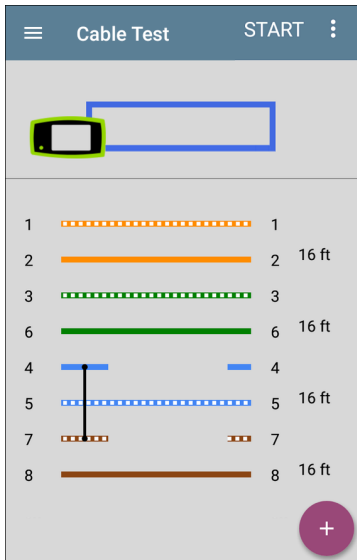 Cable Test START
1 1
2 2 16 ft
3 3
6 6 16 ft
4 4
5 5 16 ft
7 7
8 8 16 ft
+